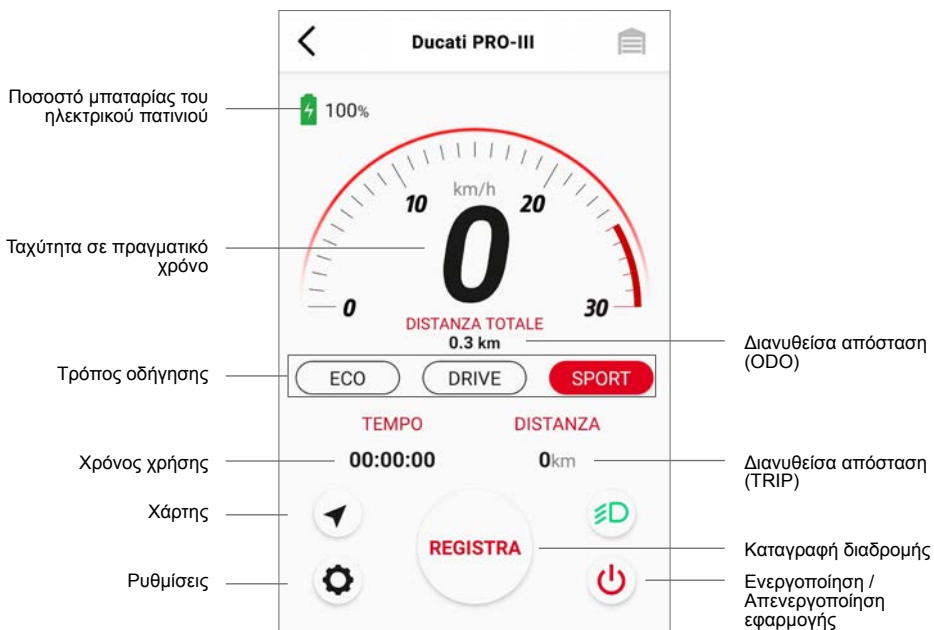 Ducati PRO-III
Ποσοστό μπαταρίας του
ηλεκτρικού πατινιού
100%
km/h
10
20
Ταχύτητα σε πραγματικό
χρόνο
0
0
30
DISTANZA TOTALE
0.3 km
Διανυθείσα απόσταση
(ODO)
Τρόπος οδήγησης
ECO
DRIVE
SPORT
TEMPO
DISTANZA
Χρόνος χρήσης
00:00:00
0km
Διανυθείσα απόσταση
(TRIP)
Χάρτης
REGISTRA
Καταγραφή διαδρομής
Ρυθμίσεις
Ενεργοποίηση /
Απενεργοποίηση
εφαρμογής